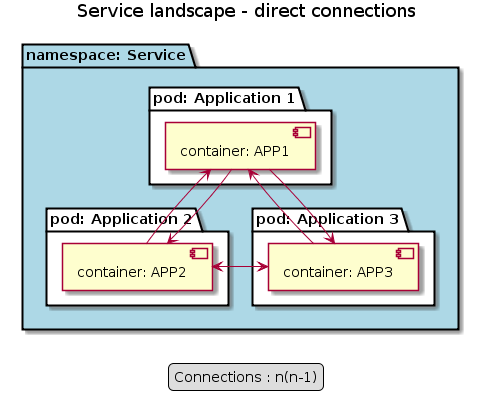 Service landscape - direct connections
namespace: Service
pod: Application 1
container: APP1
pod: Application 2
pod: Application 3
container: APP2
container: APP3
Connections : n(n-1)